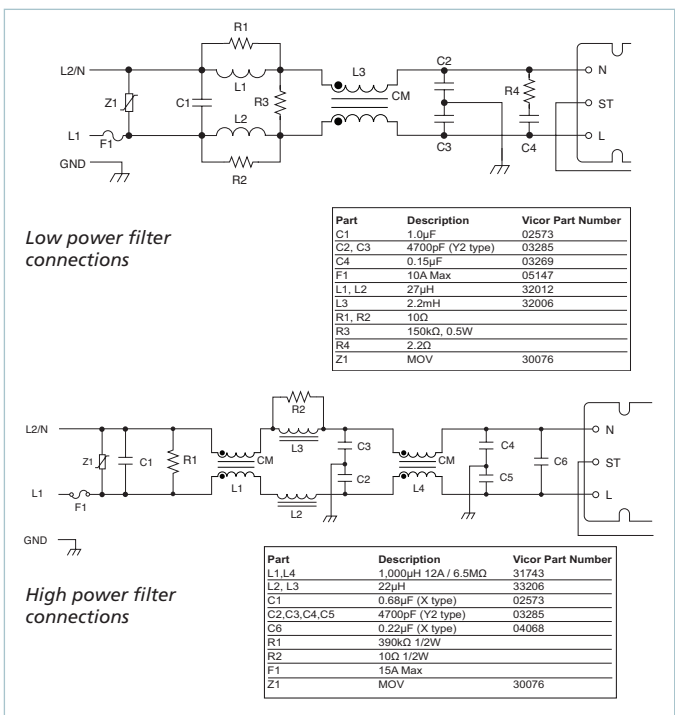 R1
L2/N
Z1
C1
L1
R3
L2
R2
L1
F1
GND
L3
CM
C2
C3
R4
C4
N
ST
L
Low power filter
connections
Part Description Vicor Part Number
C1 1.0µF 02573
C2, C3 4700pF (Y2 type) 03285
C4 0.15µF 03269
F1 10A Max 05147
L1, L2 27µH 32012
L3 2.2mH 32006
R1, R2 10Ω
R3 150kΩ, 0.5W
R4 2.2Ω
Z1 MOV 30076
R2
L2/N
Z1
C1
R1
CM
L1
L3
L2
C3
C2
CM
L4
C4
C5
C6
N
ST
L
L1
F1
GND
High power filter
connections
Part Description Vicor Part Number
L1,L4 1,000µH 12A / 6.5MΩ 31743
L2, L3 22µH 33206
C1 0.68µF (X type) 02573
C2,C3,C4,C5 4700pF (Y2 type) 03285
C6 0.22µF (X type) 04068
R1 390kΩ 1/2W
R2 10Ω 1/2W
F1 15A Max
Z1 MOV 30076